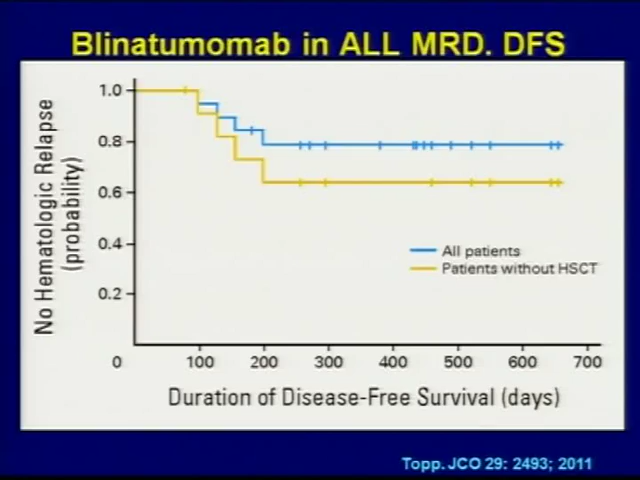 Blinatumomab in ALL MRD. DFS
No Hematologic Relapse
(probability)
1.0
0.8
0.6
0.4
0.2
All patients
Patients without HSCT
0 100 200 300 400 500 600 700
Duration of Disease-Free Survival (days)
Topp. JCO 29: 2493; 2011